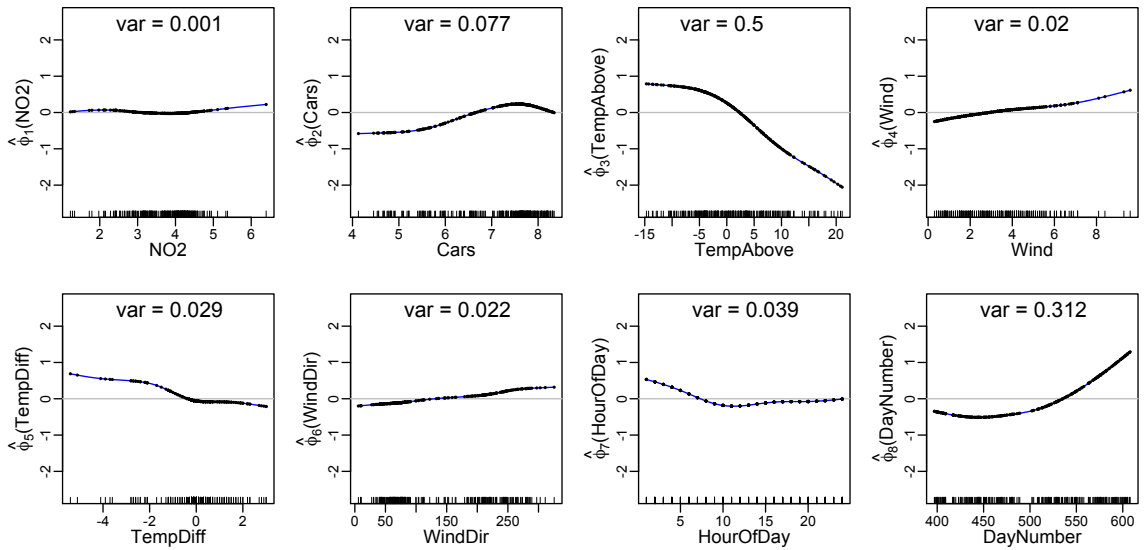 var = 0.001
2
1
0
-1
-2
ϕ̂1(NO2)
2 3 4 5 6
NO2
var = 0.077
2
1
0
-1
-2
ϕ̂2(Cars)
4 5 6 7 8
Cars
var = 0.5
2
1
0
-1
-2
ϕ̂3(TempAbove)
-15 -5 0 5 10 15 20
TempAbove
var = 0.02
2
1
0
-1
-2
ϕ̂4(Wind)
0 2 4 6 8
Wind
var = 0.029
2
1
0
-1
-2
ϕ̂5(TempDiff)
-4 -2 0 2
TempDiff
var = 0.022
2
1
0
-1
-2
ϕ̂6(WindDir)
0 50 150 250
WindDir
var = 0.039
2
1
0
-1
-2
ϕ̂7(HourOfDay)
5 10 15 20
HourOfDay
var = 0.312
2
1
0
-1
-2
ϕ̂8(DayNumber)
400 450 500 550 600
DayNumber